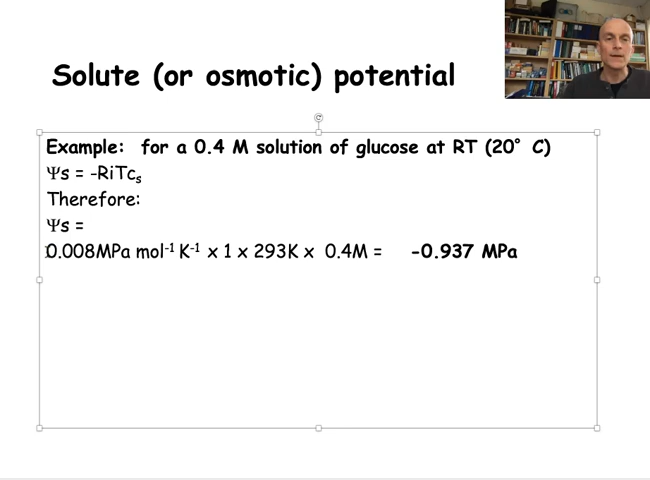 Solute (or osmotic) potential
Example: for a 0.4 M solution of glucose at RT (20° C)
Ψs = -RiTcₛ
Therefore:
Ψs =
0.008MPa mol⁻¹ K⁻¹ x 1 x 293K x 0.4M = -0.937 MPa